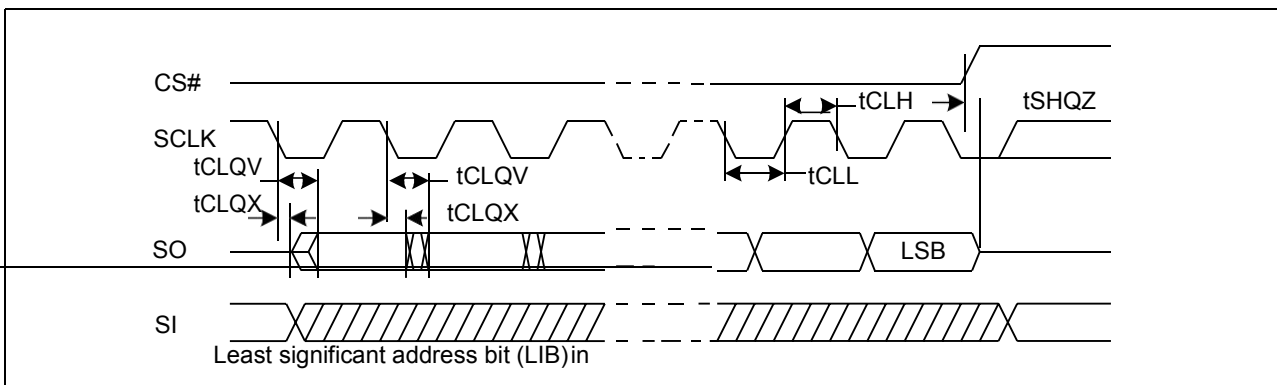 CS#
tCLH
tSHQZ
SCLK
tCLQV
tCLQV
tCLL
tCLQX
tCLQX
SO
LSB
SI
Least significant address bit (LIB)in